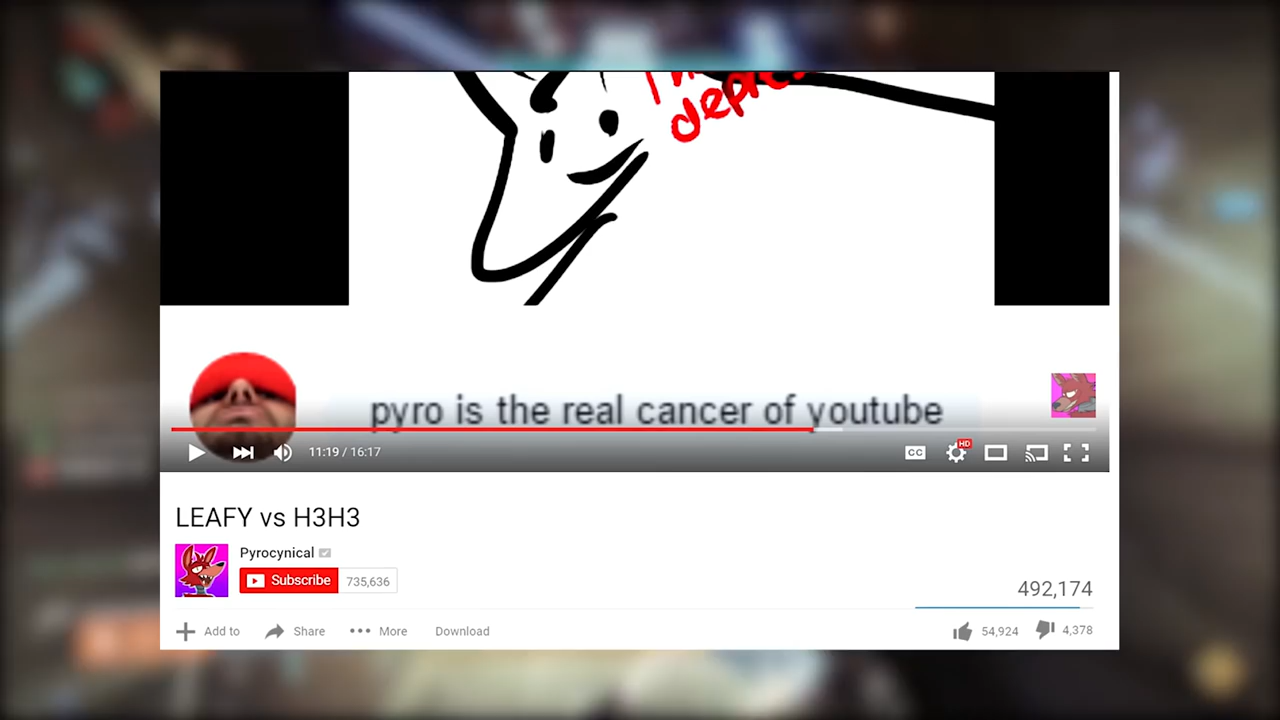 depre
pyro is the real cancer of youtube
11:19 / 16:17
CC
HD
LEAFY vs H3H3
Pyrocynical
Subscribe 735,636
492,174
Add to Share More Download
54,924 4,378